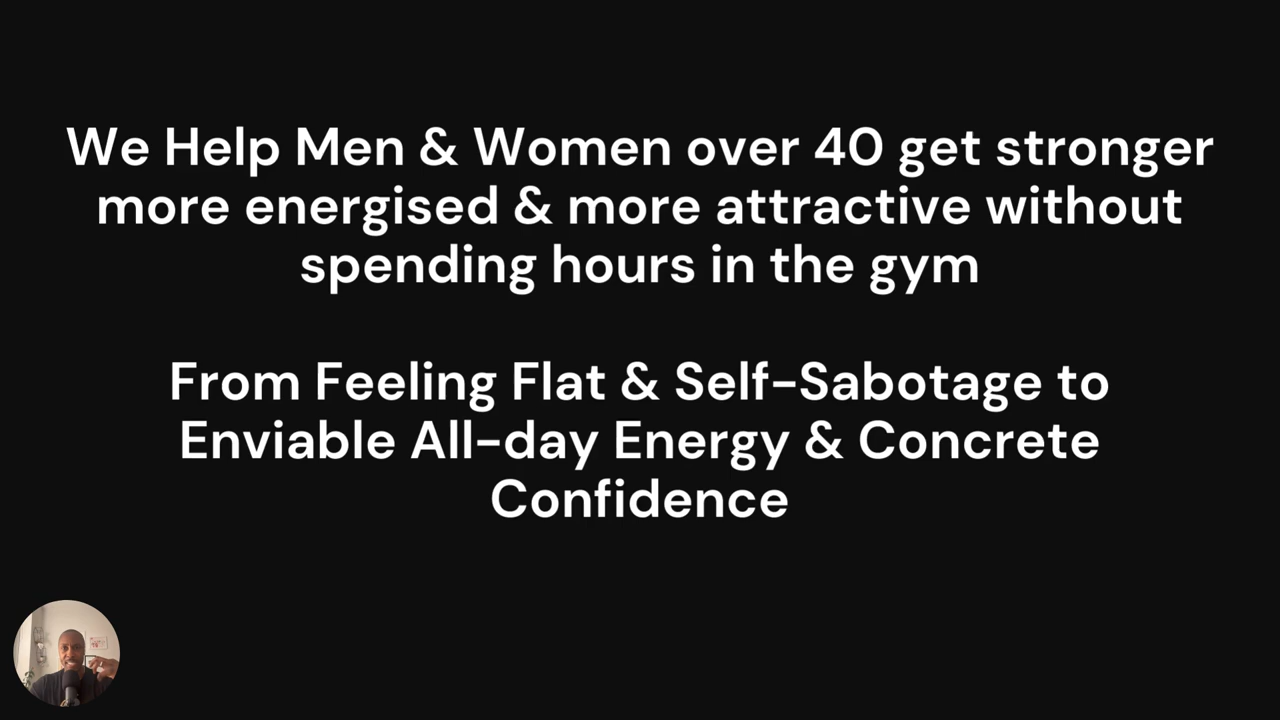 We Help Men & Women over 40 get stronger
more energised & more attractive without
spending hours in the gym
From Feeling Flat & Self-Sabotage to
Enviable All-day Energy & Concrete
Confidence